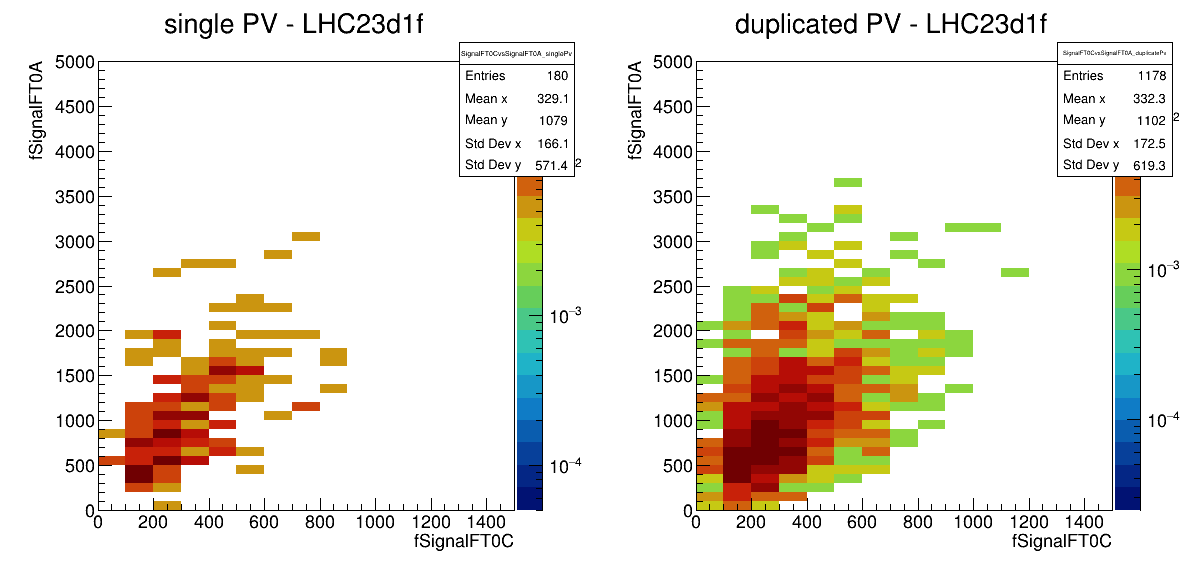 single PV - LHC23d1f
SignalFT0CvsSignalFT0A_singlePv
Entries 180
Mean x 329.1
Mean y 1079
Std Dev x 166.1
Std Dev y 571.4
fSignalFT0A
5000
4500
4000
3500
3000
2500
2000
1500
1000
500
0
0 200 400 600 800 1000 1200 1400
fSignalFT0C
2
10−3
10−4
duplicated PV - LHC23d1f
SignalFT0CvsSignalFT0A_duplicatePv
Entries 1178
Mean x 332.3
Mean y 1102
Std Dev x 172.5
Std Dev y 619.3
fSignalFT0A
5000
4500
4000
3500
3000
2500
2000
1500
1000
500
0
0 200 400 600 800 1000 1200 1400
fSignalFT0C
2
10−3
10−4